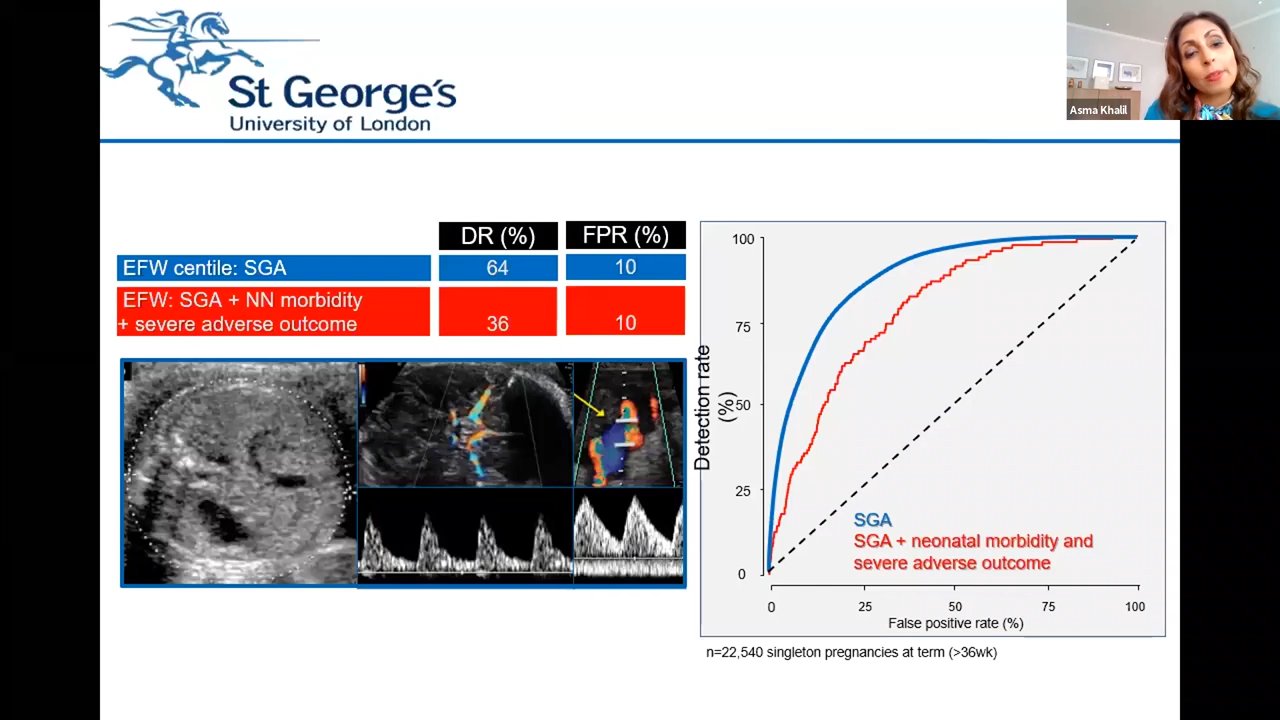 St George's
University of London
Asma Khalil
DR (%)
FPR (%)
EFW centile: SGA
64
10
EFW: SGA + NN morbidity
+ severe adverse outcome
36
10
100
75
50
25
0
Detection rate
(%)
SGA
SGA + neonatal morbidity and
severe adverse outcome
0
25
50
75
100
False positive rate (%)
n=22,540 singleton pregnancies at term (>36wk)